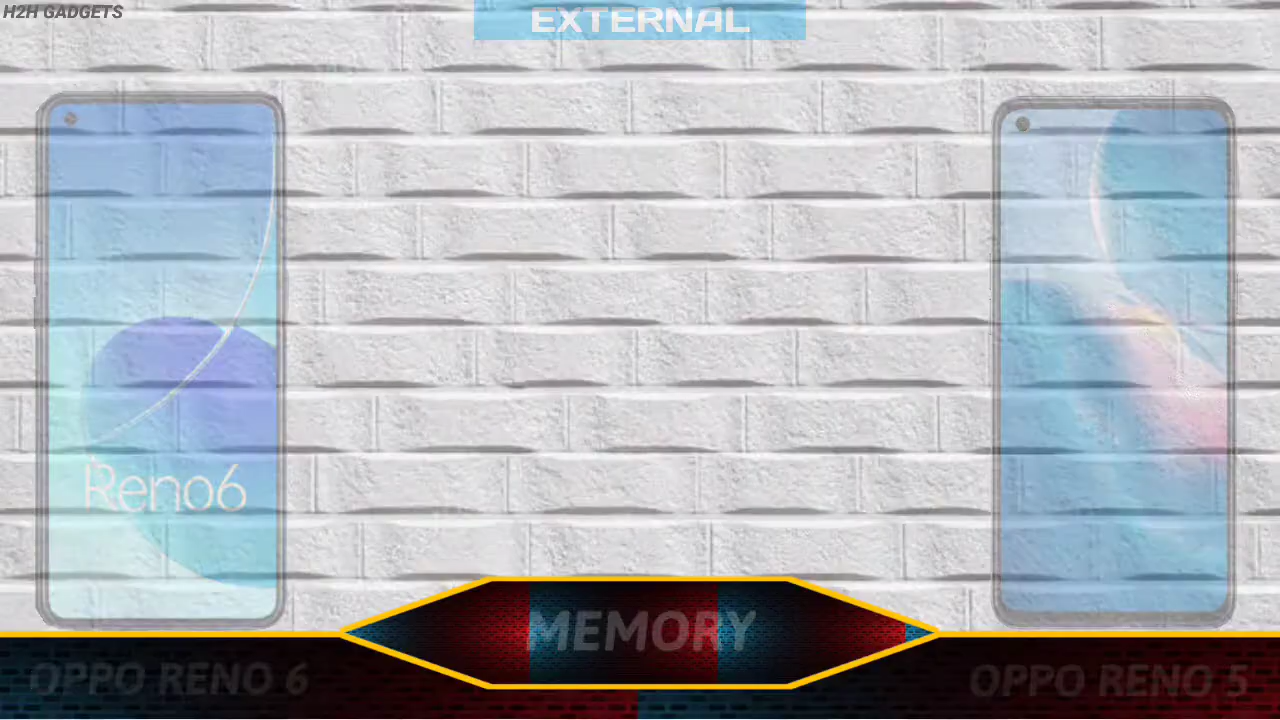 H2H GADGETS
EXTERNAL
Reno6
MEMORY
OPPO RENO 6
OPPO RENO 5